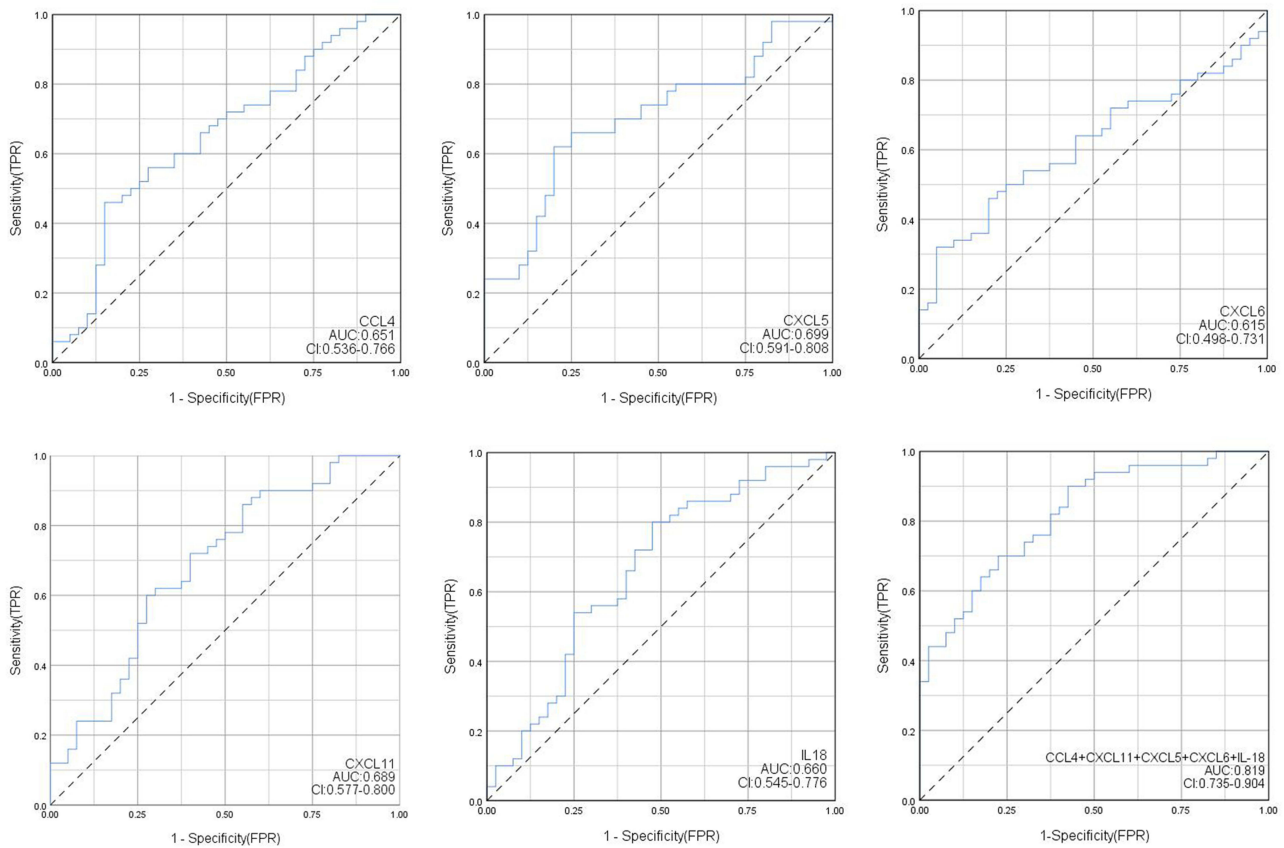 1.0
0.8
0.6
0.4
0.2
0.0
Sensitivity(TPR)
CCL4
AUC:0.651
CI:0.536-0.766
0.00 0.25 0.50 0.75 1.00
1 - Specificity(FPR)
1.0
0.8
0.6
0.4
0.2
0.0
Sensitivity(TPR)
CXCL5
AUC:0.699
CI:0.591-0.808
0.00 0.25 0.50 0.75 1.00
1 - Specificity(FPR)
1.0
0.8
0.6
0.4
0.2
0.0
Sensitivity(TPR)
CXCL6
AUC:0.615
CI:0.498-0.731
0.00 0.25 0.50 0.75 1.00
1 - Specificity(FPR)
1.0
0.8
0.6
0.4
0.2
0.0
Sensitivity(TPR)
CXCL11
AUC:0.689
CI:0.577-0.800
0.00 0.25 0.50 0.75 1.00
1 - Specificity(FPR)
1.0
0.8
0.6
0.4
0.2
0.0
Sensitivity(TPR)
IL18
AUC:0.660
CI:0.545-0.776
0.00 0.25 0.50 0.75 1.00
1 - Specificity(FPR)
1.0
0.8
0.6
0.4
0.2
0.0
Sensitivity(TPR)
CCL4+CXCL11+CXCL5+CXCL6+IL-18
AUC:0.819
CI:0.735-0.904
0.00 0.25 0.50 0.75 1.00
1-Specificity(FPR)